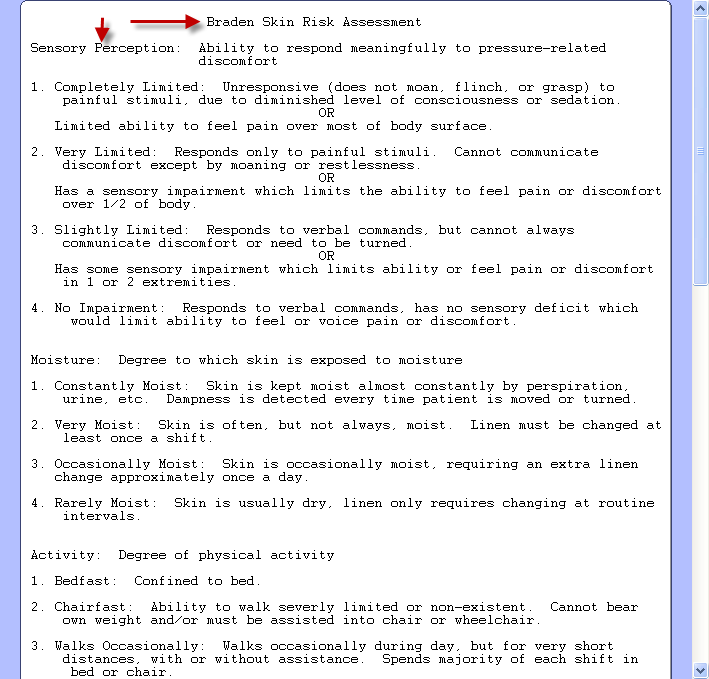 Braden Skin Risk Assessment
Sensory Perception:  Ability to respond meaningfully to pressure-related
discomfort
1. Completely Limited:  Unresponsive (does not moan, flinch, or grasp) to
painful stimuli, due to diminished level of consciousness or sedation.
OR
Limited ability to feel pain over most of body surface.
2. Very Limited:  Responds only to painful stimuli.  Cannot communicate
discomfort except by moaning or restlessness.
OR
Has a sensory impairment which limits the ability to feel pain or discomfort
over 1/2 of body.
3. Slightly Limited:  Responds to verbal commands, but cannot always
communicate discomfort or need to be turned.
OR
Has some sensory impairment which limits ability or feel pain or discomfort
in 1 or 2 extremities.
4. No Impairment:  Responds to verbal commands, has no sensory deficit which
would limit ability to feel or voice pain or discomfort.
Moisture:  Degree to which skin is exposed to moisture
1. Constantly Moist:  Skin is kept moist almost constantly by perspiration,
urine, etc.  Dampness is detected every time patient is moved or turned.
2. Very Moist:  Skin is often, but not always, moist.  Linen must be changed at
least once a shift.
3. Occasionally Moist:  Skin is occasionally moist, requiring an extra linen
change approximately once a day.
4. Rarely Moist:  Skin is usually dry, linen only requires changing at routine
intervals.
Activity:  Degree of physical activity
1. Bedfast:  Confined to bed.
2. Chairfast:  Ability to walk severly limited or non-existent.  Cannot bear
own weight and/or must be assisted into chair or wheelchair.
3. Walks Occasionally:  Walks occasionally during day, but for very short
distances, with or without assistance.  Spends majority of each shift in
bed or chair.